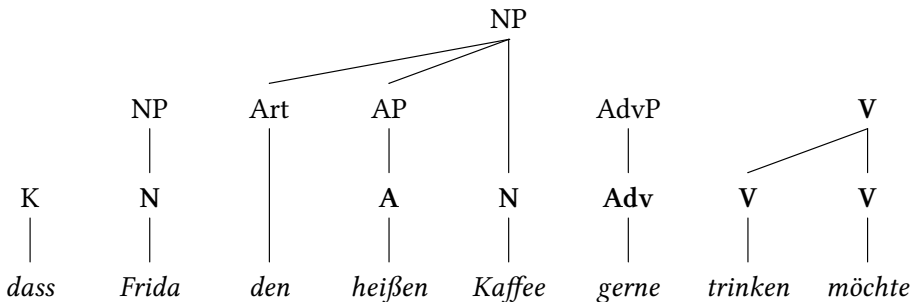 NP
NP Art AP AdvP V
K N A N Adv V V
dass Frida den heißen Kaffee gerne trinken möchte